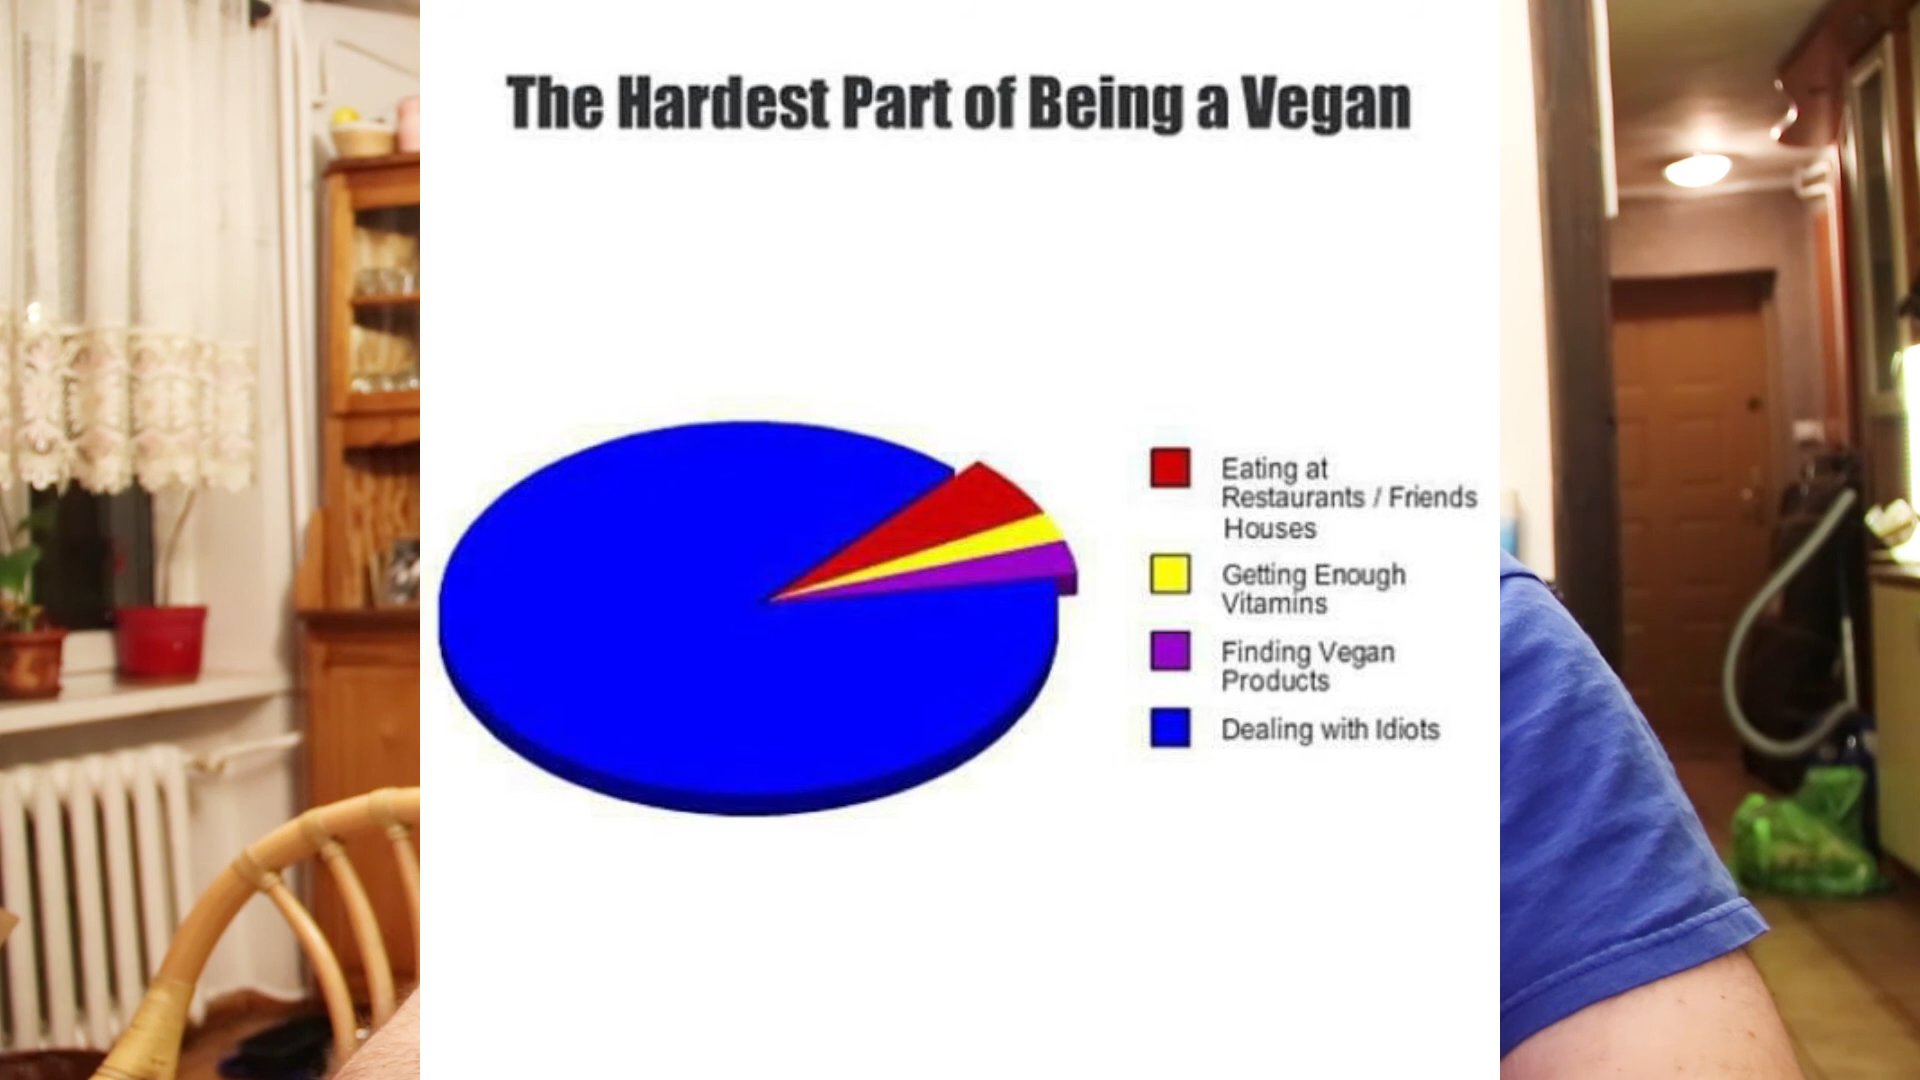 The Hardest Part of Being a Vegan
Eating at
Restaurants / Friends
Houses
Getting Enough
Vitamins
Finding Vegan
Products
Dealing with Idiots